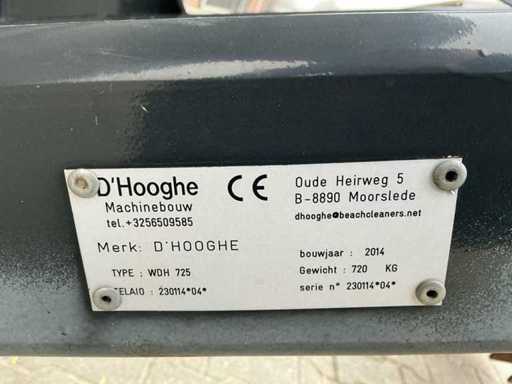 D'Hooghe CE
Machinebouw
tel.+3256509585
Oude Heirweg 5
B-8890 Moorslede
dhooghe@beachcleaners.net
Merk: D'HOOGHE
TYPE : WDH 725
TELAIO : 230114*04*
bouwjaar : 2014
Gewicht : 720 KG
serie n° 230114*04*